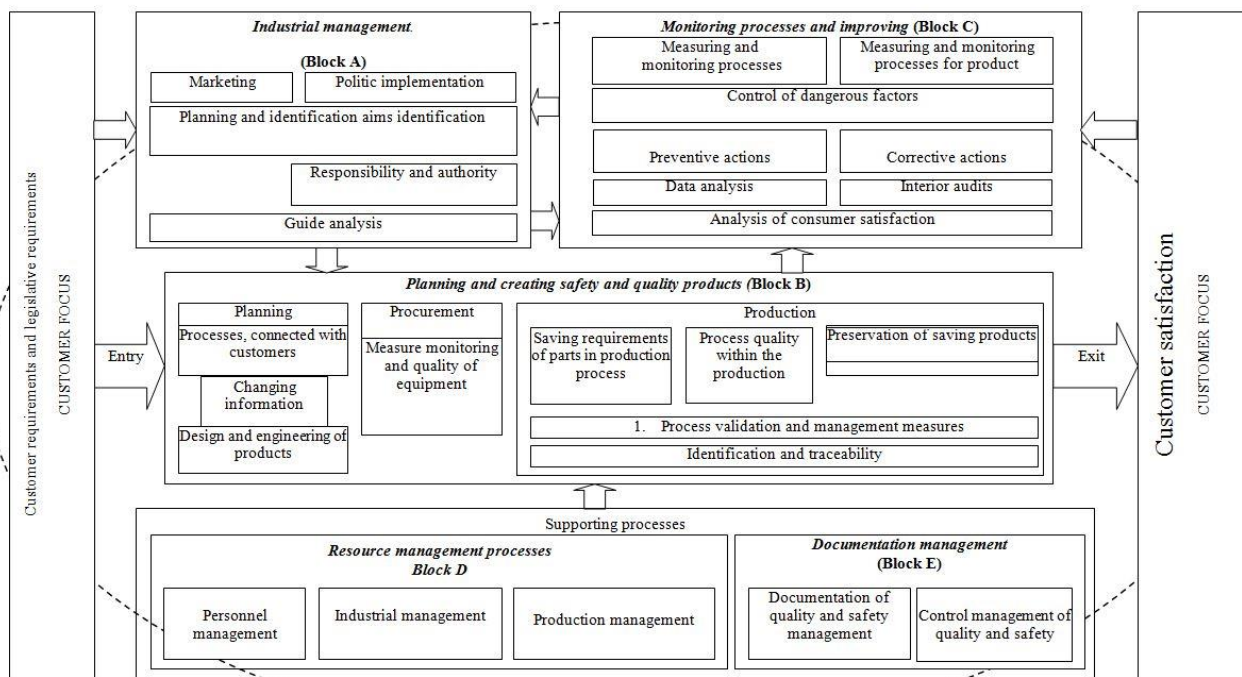 Customer requirements and legislative requirements
CUSTOMER FOCUS
Industrial management.
(Block A)
Marketing
Politic implementation
Planning and identification aims identification
Responsibility and authority
Guide analysis
Monitoring processes and improving (Block C)
Measuring and
monitoring processes
Measuring and monitoring
processes for product
Control of dangerous factors
Preventive actions
Corrective actions
Data analysis
Interior audits
Analysis of consumer satisfaction
Entry
Planning and creating safety and quality products (Block B)
Planning
Processes, connected with
customers
Changing
information
Design and engineering of
products
Procurement
Measure monitoring
and quality of
equipment
Production
Saving requirements
of parts in production
process
Process quality
within the
production
Preservation of saving products
1. Process validation and management measures
Identification and traceability
Exit
Supporting processes
Resource management processes
Block D
Personnel
management
Industrial management
Production management
Documentation management
(Block E)
Documentation of
quality and safety
management
Control management of
quality and safety
Customer satisfaction
CUSTOMER FOCUS